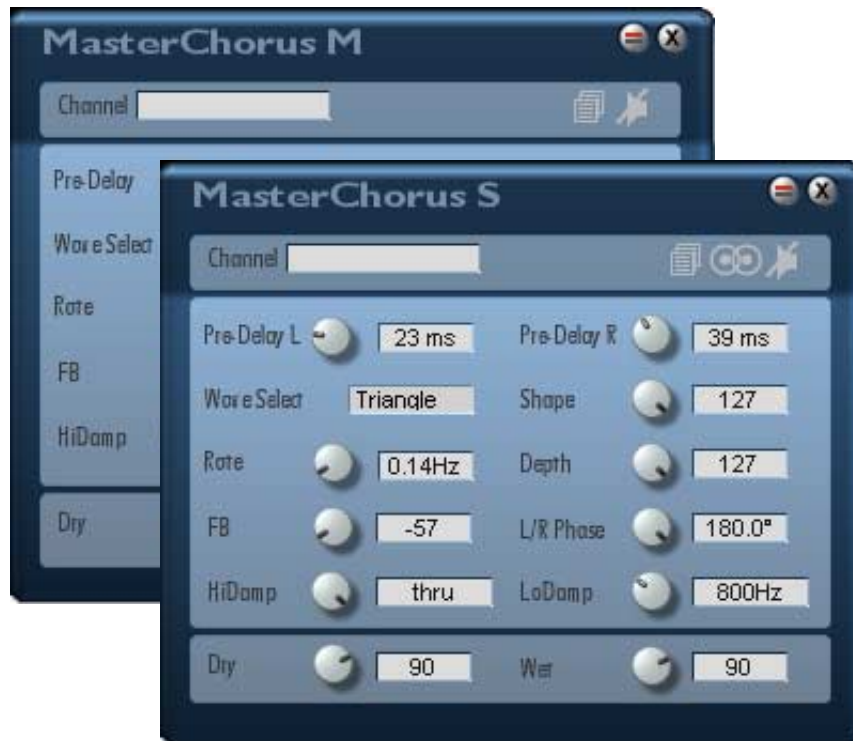 MasterChorus M
Channel
Pre-Delay
Wave Select
Rate
FB
HiDamp
Dry
MasterChorus S
Channel
Pre-Delay L 23 ms Pre-Delay R 39 ms
Wave Select Triangle Shape 127
Rate 0.14Hz Depth 127
FB -57 L/R Phase 180.0°
HiDamp thru LoDamp 800Hz
Dry 90 Wet 90